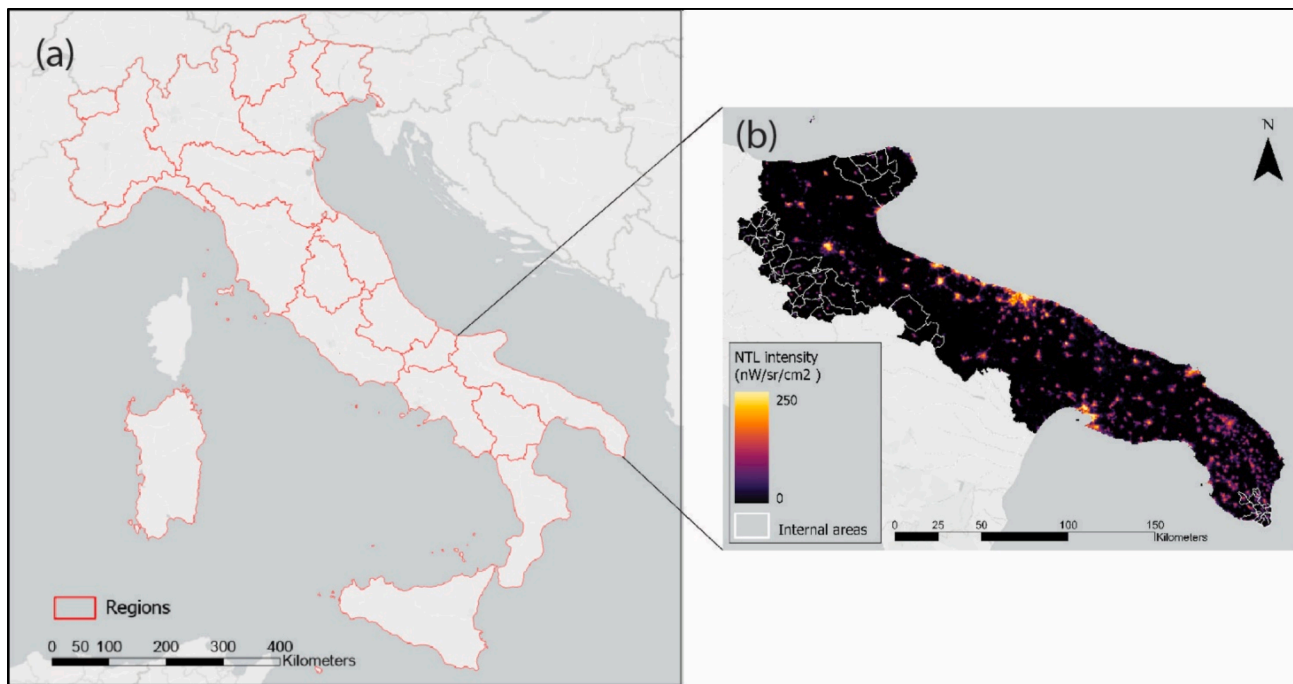 (a)
Regions
0 50 100 200 300 400
Kilometers
(b)
N
NTL intensity
(nW/sr/cm2 )
250
0
Internal areas
0 25 50 100 150
Kilometers